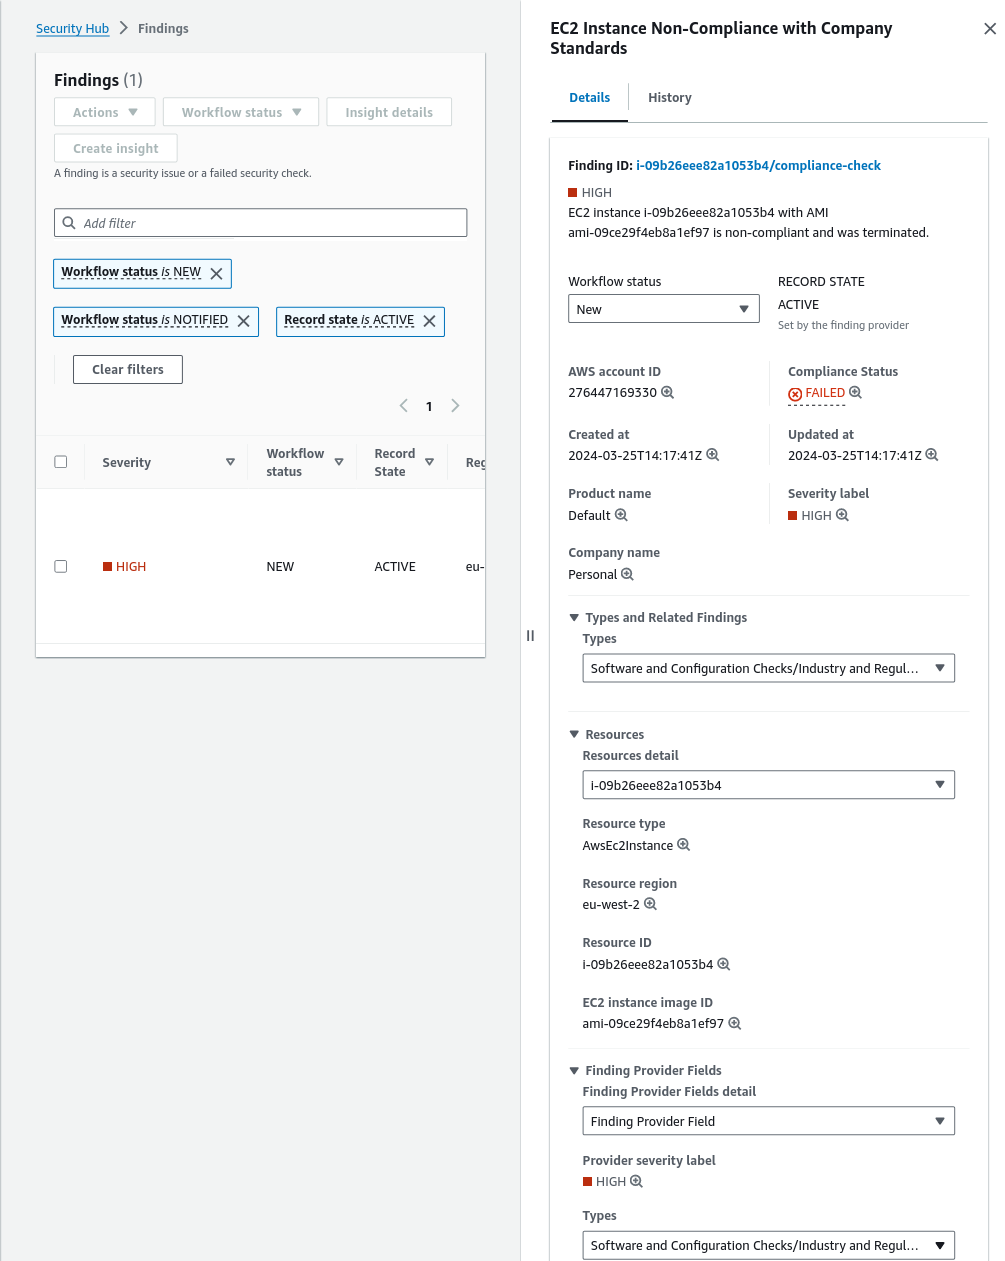 Security Hub
Findings
Findings (1)
Actions
Workflow status
Insight details
Create insight
A finding is a security issue or a failed security check.
Add filter
Workflow status is NEW
Workflow status is NOTIFIED
Record state is ACTIVE
Clear filters
1
Severity
Workflow status
Record State
Reg
HIGH
NEW
ACTIVE
eu-
EC2 Instance Non-Compliance with Company
Standards
Details
History
Finding ID: i-09b26eee82a1053b4/compliance-check
HIGH
EC2 instance i-09b26eee82a1053b4 with AMI
ami-09ce29f4eb8a1ef97 is non-compliant and was terminated.
Workflow status
New
RECORD STATE
ACTIVE
Set by the finding provider
AWS account ID
276447169330
Compliance Status
FAILED
Created at
2024-03-25T14:17:41Z
Updated at
2024-03-25T14:17:41Z
Product name
Default
Severity label
HIGH
Company name
Personal
Types and Related Findings
Types
Software and Configuration Checks/Industry and Regul...
Resources
Resources detail
i-09b26eee82a1053b4
Resource type
AwsEc2Instance
Resource region
eu-west-2
Resource ID
i-09b26eee82a1053b4
EC2 instance image ID
ami-09ce29f4eb8a1ef97
Finding Provider Fields
Finding Provider Fields detail
Finding Provider Field
Provider severity label
HIGH
Types
Software and Configuration Checks/Industry and Regul...